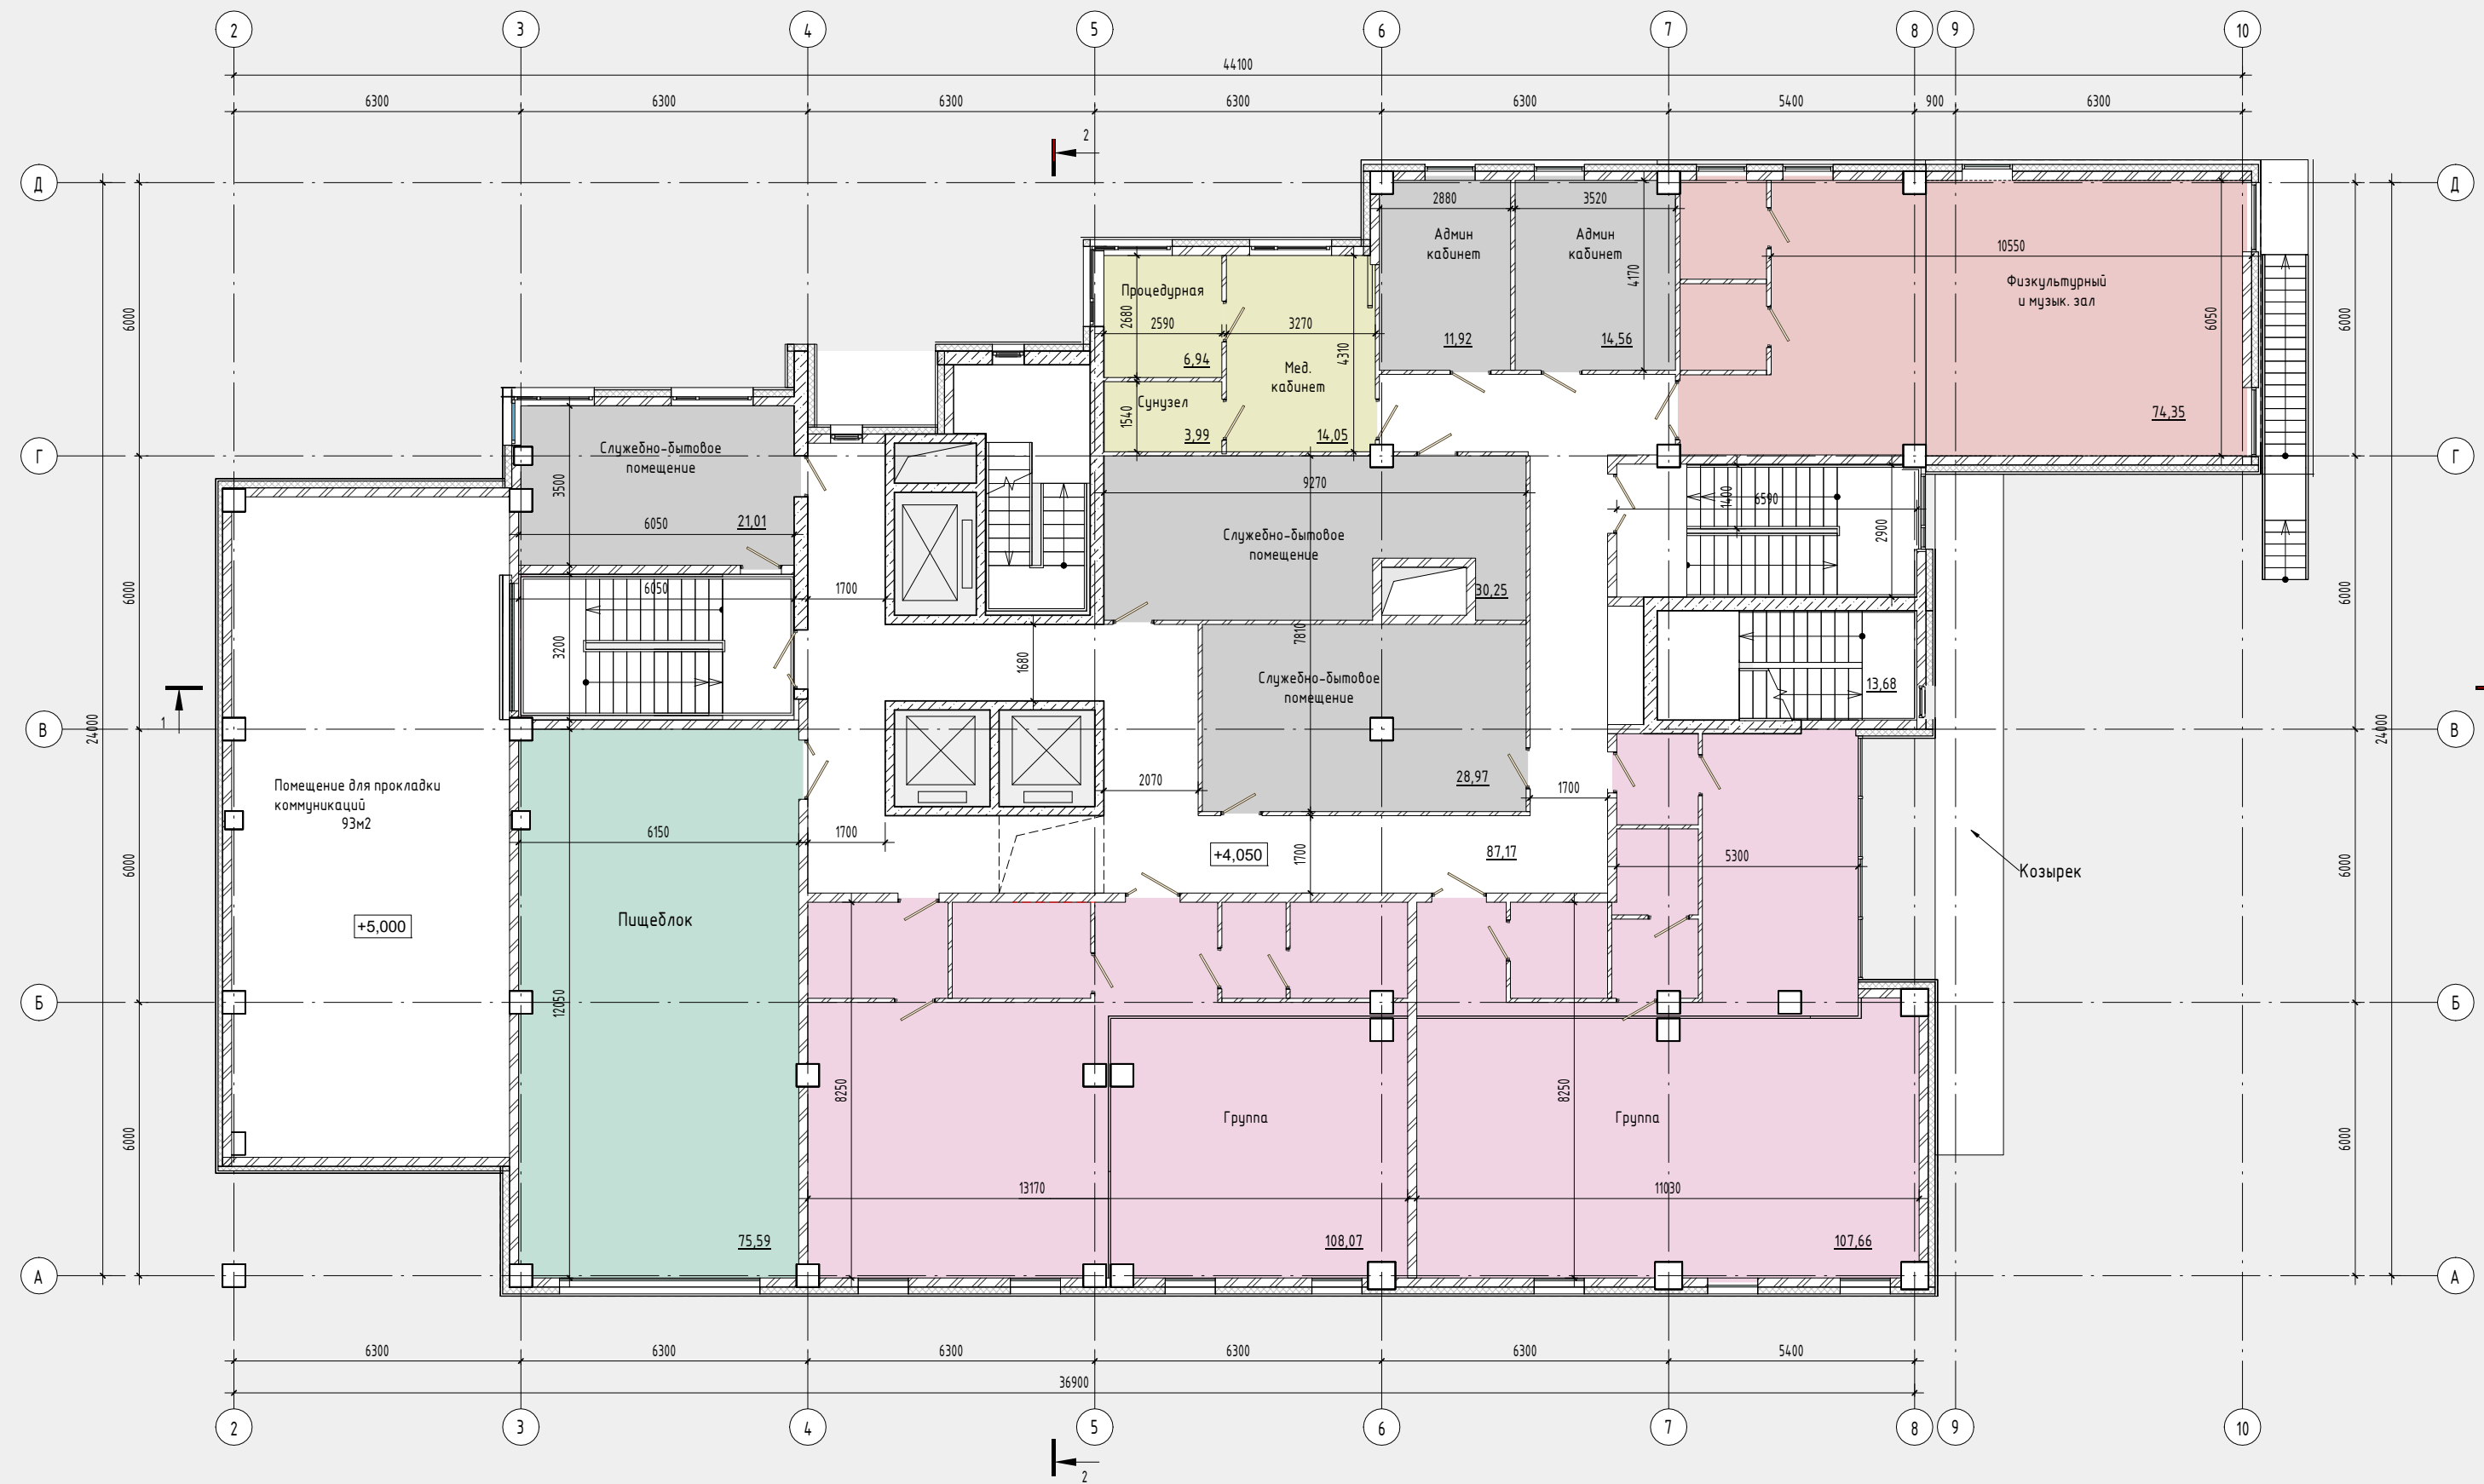 2 3 4 5 6 7 8 9 10
44100
6300 6300 6300 6300 6300 5400 900 6300
2
Д Д
2880 3520
Админ
кабинет
Админ
кабинет
10550
Физкультурный
и музык. зал
4170
6050
6000 6000
Процедурная
2680
2590 3270
11,92 14,56
6,94
4310
Мед.
кабинет
Сунузел
1540
3,99 14,05
74,35
Г Г
Служебно-бытовое
помещение
3500
6050 21,01
9270
1400
6590
2900
Служебно-бытовое
помещение
30,25
6050 1700
6000 6000
3200
1680
7810
Служебно-бытовое
помещение
13,68
1
24000 24000
В В
28,97
2070 1700
Помещение для прокладки
коммуникаций
93м2
6150 1700
+4,050
1700
87,17
5300
6000 6000
Козырек
Пищеблок
+5,000
Б Б
12050
8250 8250
Группа Группа
6000 6000
13170 11030
75,59 108,07 107,66
А А
6300 6300 6300 6300 6300 5400
36900
2 3 4 5 6 7 8 9 10
2